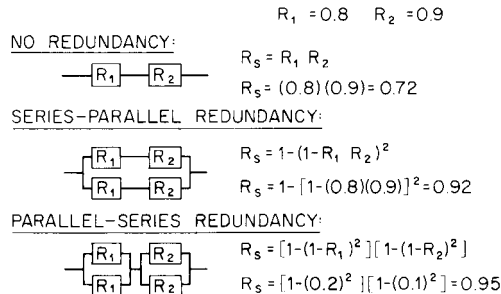 R₁ = 0.8 R₂ = 0.9
NO REDUNDANCY:
R₁ R₂
Rₛ = R₁ R₂
Rₛ = (0.8)(0.9) = 0.72
SERIES-PARALLEL REDUNDANCY:
R₁ R₂
R₁ R₂
Rₛ = 1-(1-R₁ R₂)²
Rₛ = 1-[1-(0.8)(0.9)]² = 0.92
PARALLEL-SERIES REDUNDANCY:
R₁ R₂
R₁ R₂
Rₛ = [1-(1-R₁)²][1-(1-R₂)²]
Rₛ = [1-(0.2)²][1-(0.1)²] = 0.95